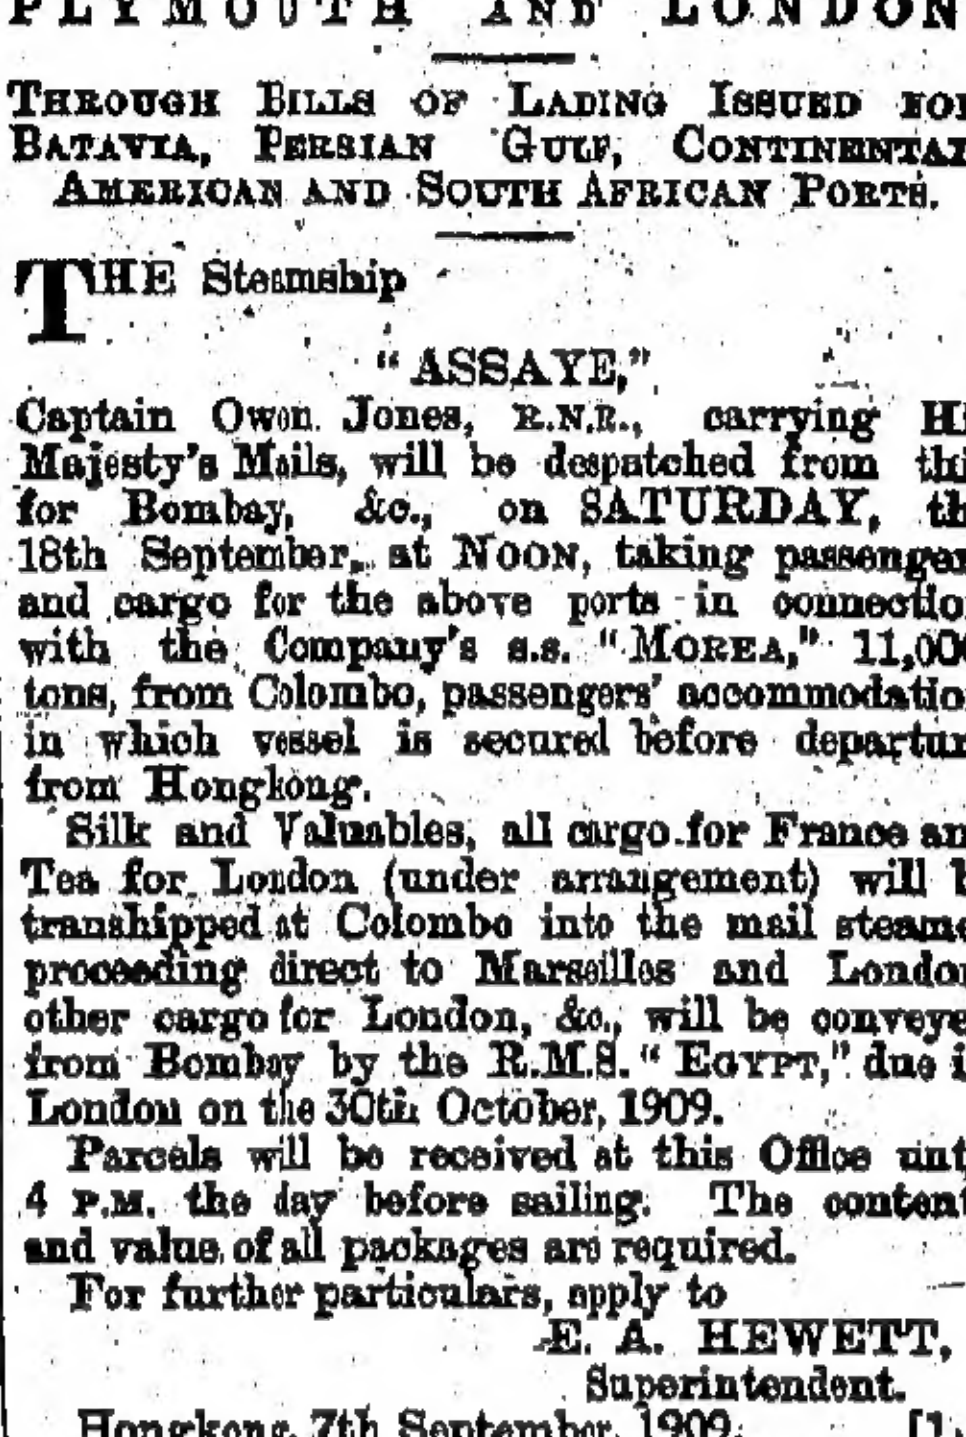 PLYMOUTH AND LONDON
THROUGH BILLS OF LADING ISSUED FOR
BATAVIA, PERSIAN GULF, CONTINENTAL
AMERICAN AND SOUTH AFRICAN PORTS.
THE Steamship
"ASSAYE,"
Captain Owen Jones, R.N.R., carrying Hi
Majesty's Mails, will be despatched from thi
for Bombay, &c., on SATURDAY, th
18th September, at NOON, taking passenger
and cargo for the above ports in connectio
with the Company's s.s. "MOREA," 11,000
tons, from Colombo, passengers' accommodatio
in which vessel is secured before departur
from Hongkong.
Silk and Valuables, all cargo for France an
Tea for London (under arrangement) will b
transhipped at Colombo into the mail steame
proceeding direct to Marseilles and London
other cargo for London, &c., will be conveye
from Bombay by the R.M.S. "EGYPT," due i
London on the 30th October, 1909.
Parcels will be received at this Office unt
4 P.M. the day before sailing. The content
and value of all packages are required.
For further particulars, apply to
E. A. HEWETT,
Superintendent.
Hongkong, 7th September, 1909.